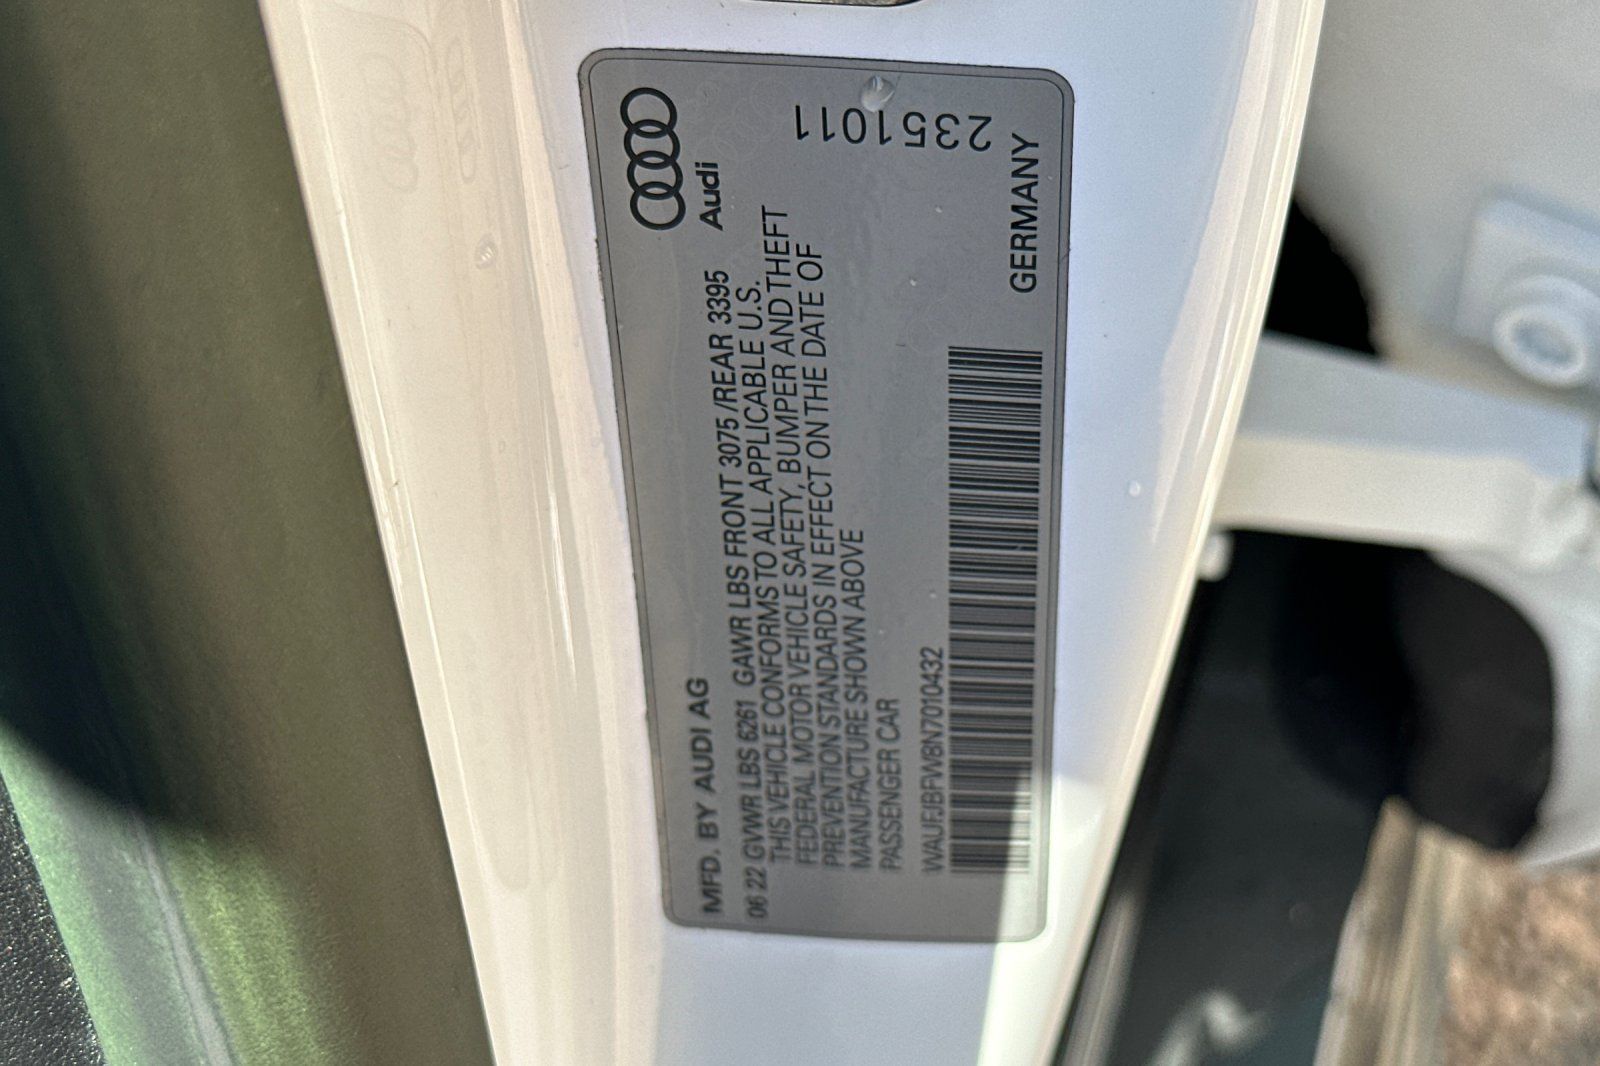 Audi
MFD. BY AUDI AG
06 22 GVWR LBS 6261 GAWR LBS FRONT 3075 /REAR 3395
THIS VEHICLE CONFORMS TO ALL APPLICABLE U.S.
FEDERAL MOTOR VEHICLE SAFETY, BUMPER AND THEFT
PREVENTION STANDARDS IN EFFECT ON THE DATE OF
MANUFACTURE SHOWN ABOVE
PASSENGER CAR
WAUFJBFW8N7010432
GERMANY
2351011